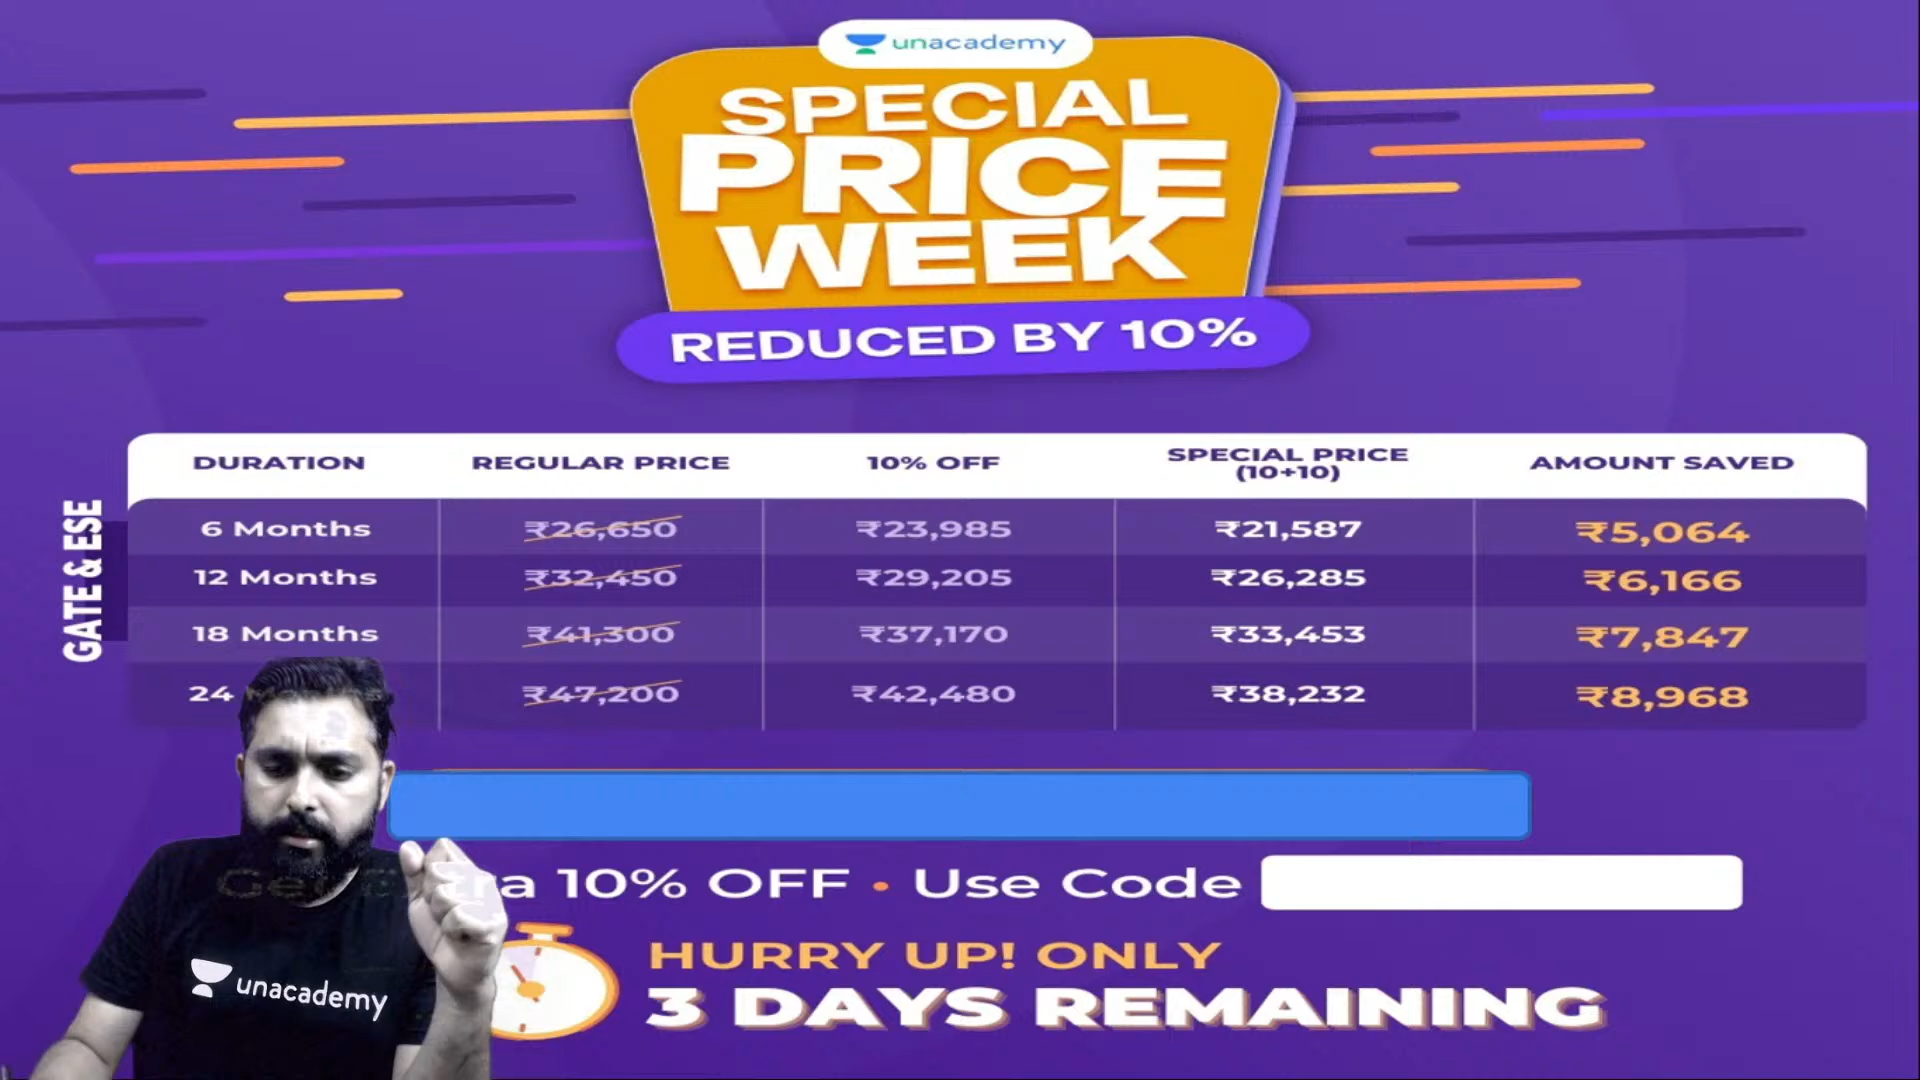 unacademy
SPECIAL
PRICE
WEEK
REDUCED BY 10%
DURATION REGULAR PRICE 10% OFF SPECIAL PRICE (10+10) AMOUNT SAVED
GATE & ESE
6 Months ₹26,650 ₹23,985 ₹21,587 ₹5,064
12 Months ₹32,450 ₹29,205 ₹26,285 ₹6,166
18 Months ₹41,300 ₹37,170 ₹33,453 ₹7,847
24 ₹47,200 ₹42,480 ₹38,232 ₹8,968
Get Extra 10% OFF • Use Code
HURRY UP! ONLY
3 DAYS REMAINING
unacademy